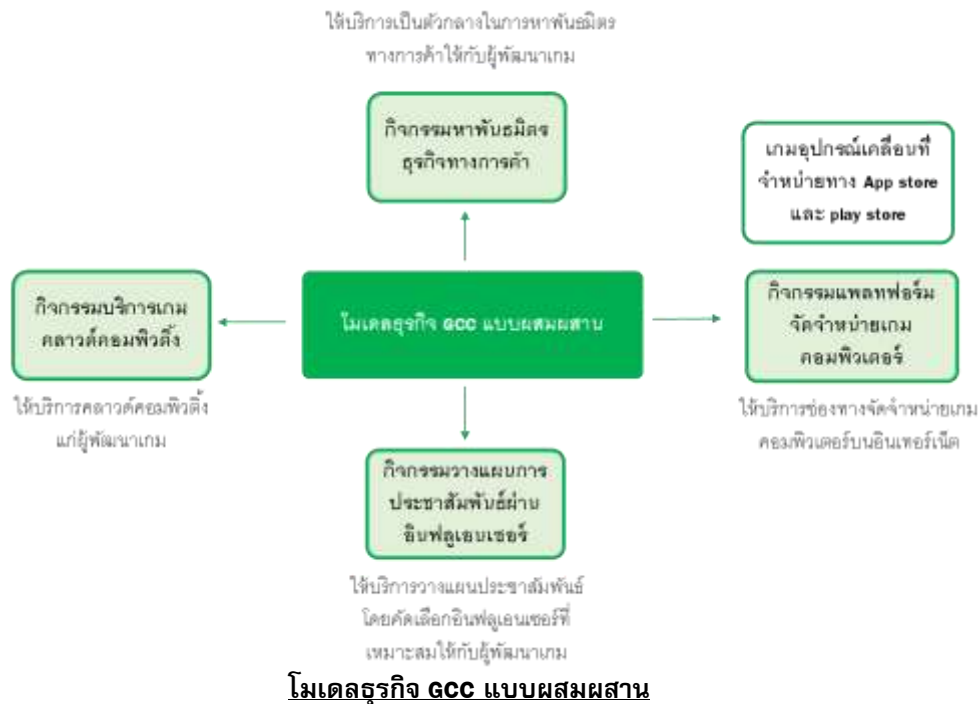 ให้บริการเป็นตัวกลางในการหาพันธมิตร
ทางการค้าให้กับผู้พัฒนาเกม
กิจกรรมหาพันธมิตร
ธุรกิจทางการค้า
เกมอุปกรณ์เคลื่อนที่
จำหน่ายทาง App store
และ play store
กิจกรรมบริการเกม
คลาวด์คอมพิวติ้ง
โมเดลธุรกิจ GCC แบบผสมผสาน
กิจกรรมแพลทฟอร์ม
จัดจำหน่ายเกม
คอมพิวเตอร์
ให้บริการคลาวด์คอมพิวติ้ง
แก่ผู้พัฒนาเกม
ให้บริการช่องทางจัดจำหน่ายเกม
คอมพิวเตอร์บนอินเทอร์เน็ต
กิจกรรมวางแผนการ
ประชาสัมพันธ์ผ่าน
อินฟลูเอนเซอร์
ให้บริการวางแผนประชาสัมพันธ์
โดยคัดเลือกอินฟลูเอนเซอร์ที่
เหมาะสมให้กับผู้พัฒนาเกม
โมเดลธุรกิจ GCC แบบผสมผสาน